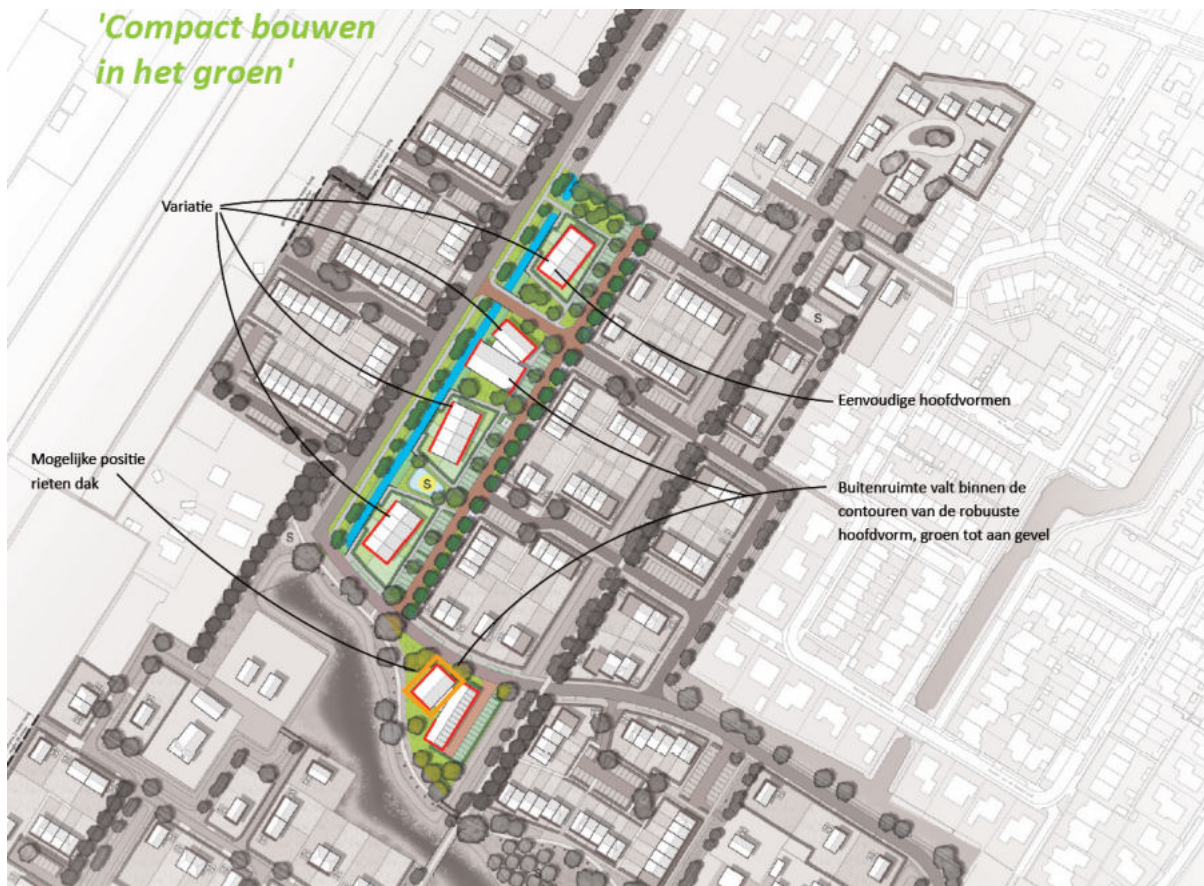 'Compact bouwen
in het groen'
Variatie
Eenvoudige hoofdvormen
Mogelijke positie
rieten dak
Buitenruimte valt binnen de
contouren van de robuuste
hoofdvorm, groen tot aan gevel
S
S
S